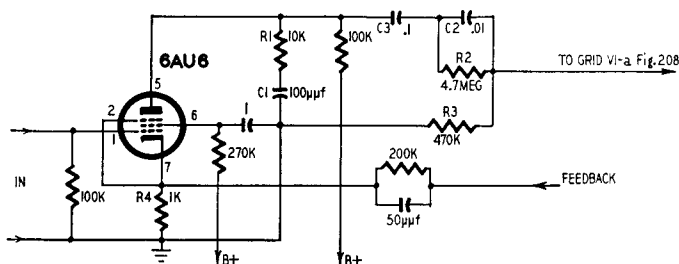 6AU6
5
2
1
6
7
IN
100K
R4
1K
270K
.1
R1
10K
C1
100µµf
100K
C3
.1
C2
.01
R2
4.7MEG
R3
470K
200K
50µµf
TO GRID V1-a Fig.208
FEEDBACK
B+
B+